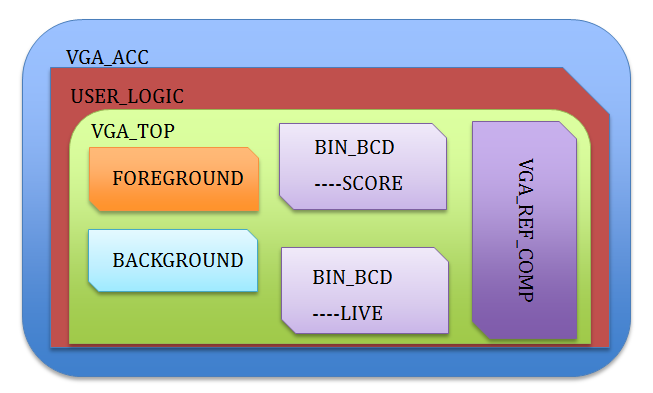 VGA_ACC
USER_LOGIC
VGA_TOP
FOREGROUND
BACKGROUND
BIN_BCD
----SCORE
BIN_BCD
----LIVE
VGA_REF_COMP